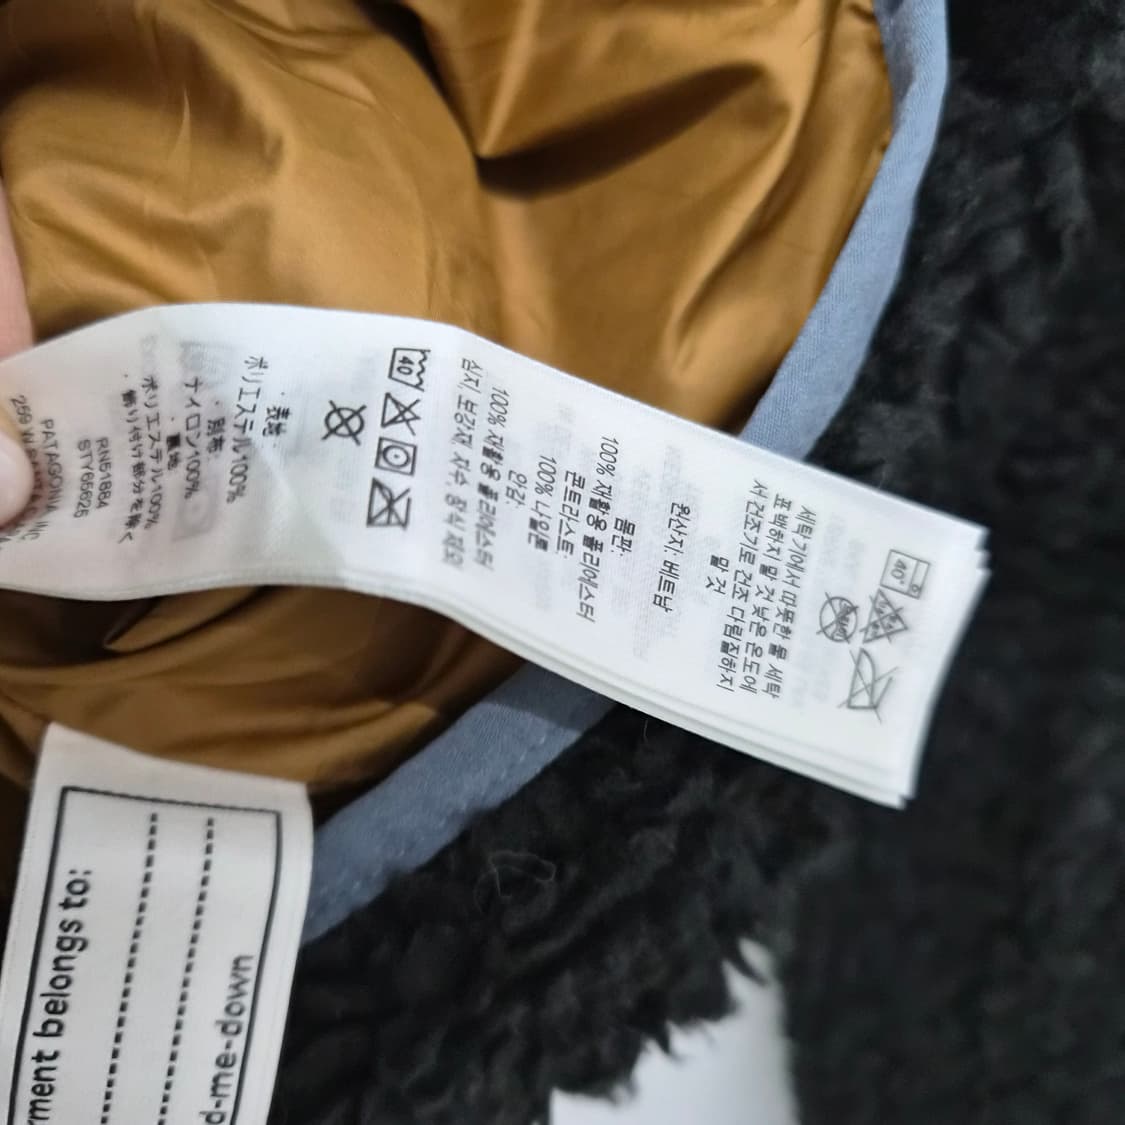 40°
세탁기에서 따뜻한 물 세탁
표백하지 말 것 낮은 온도에
서 건조기로 건조 다림질하지
말 것
원산지: 베트남
몸판:
100% 재활용 폴리에스터
콘트라스트:
100% 나일론
안감:
100% 재활용 폴리에스터
심지, 보강재, 자수, 장식 제외
40
・表地
ポリエステル100%
・別布
ナイロン100%
・裏地
ポリエステル100%
・飾り付け部分を除く
RN51884
STY65625
PATAGONIA, INC.
259 W
ment belongs to:
d-me-down